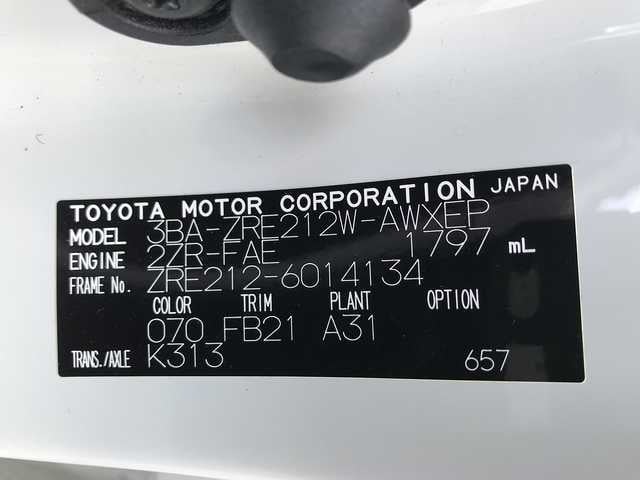 TOYOTA MOTOR CORPORATION JAPAN
MODEL 3BA-ZRE212W-AWXEP
ENGINE 2ZR-FAE 1797 mL
FRAME No. ZRE212-6014134
COLOR TRIM PLANT OPTION
070 FB21 A31
TRANS./AXLE K313 657